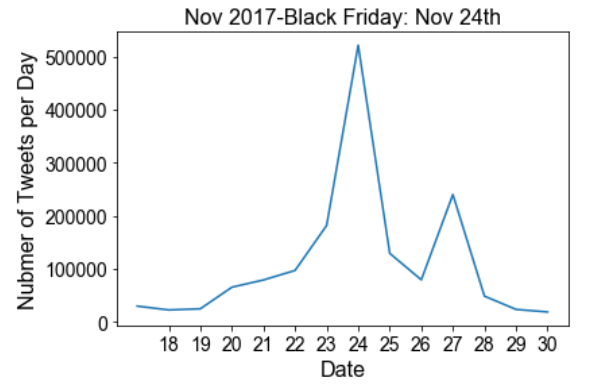 Nov 2017-Black Friday: Nov 24th
Nubmer of Tweets per Day
500000
400000
300000
200000
100000
0
18 19 20 21 22 23 24 25 26 27 28 29 30
Date